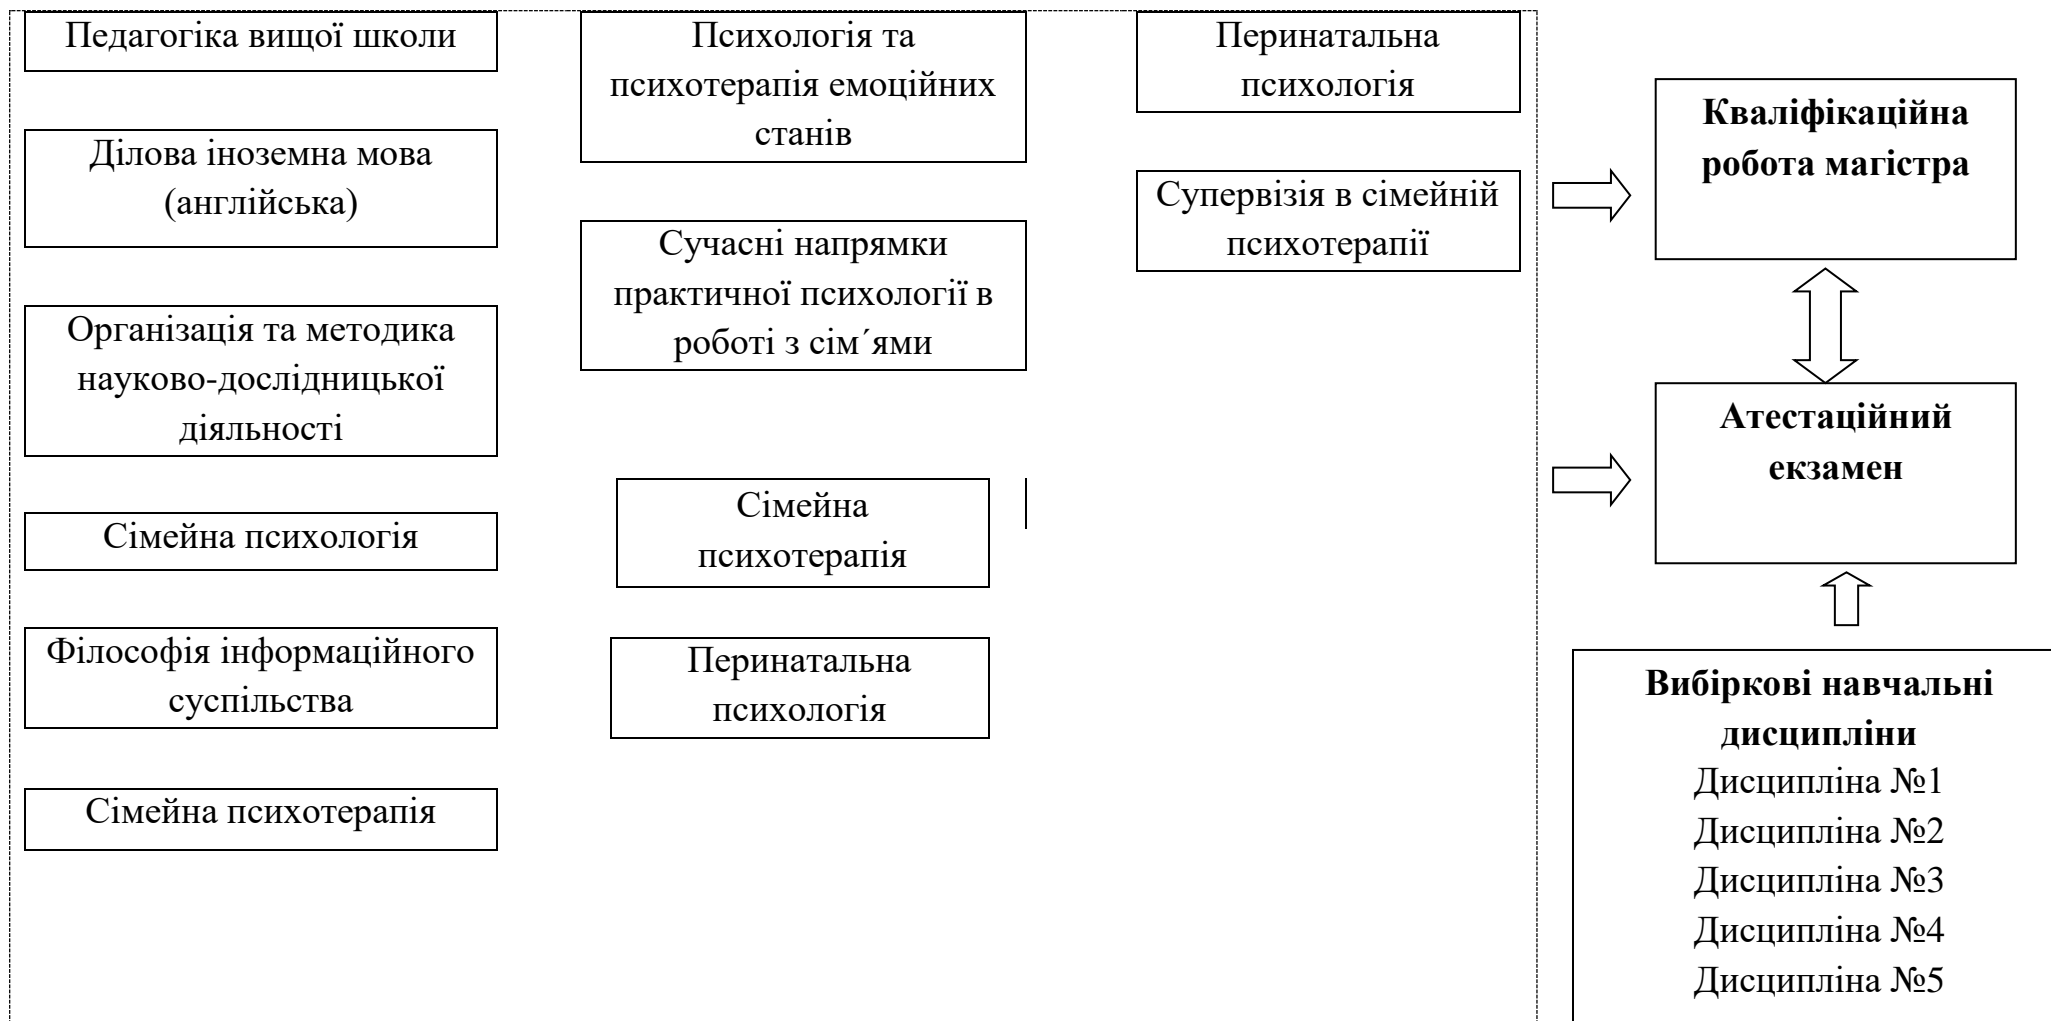 Педагогіка вищої школи
Ділова іноземна мова
(англійська)
Організація та методика
науково-дослідницької
діяльності
Сімейна психологія
Філософія інформаційного
суспільства
Сімейна психотерапія
Психологія та
психотерапія емоційних
станів
Сучасні напрямки
практичної психології в
роботі з сім´ями
Сімейна
психотерапія
Перинатальна
психологія
Перинатальна
психологія
Супервізія в сімейній
психотерапії
Кваліфікаційна
робота магістра
Атестаційний
екзамен
Вибіркові навчальні
дисципліни
Дисципліна №1
Дисципліна №2
Дисципліна №3
Дисципліна №4
Дисципліна №5